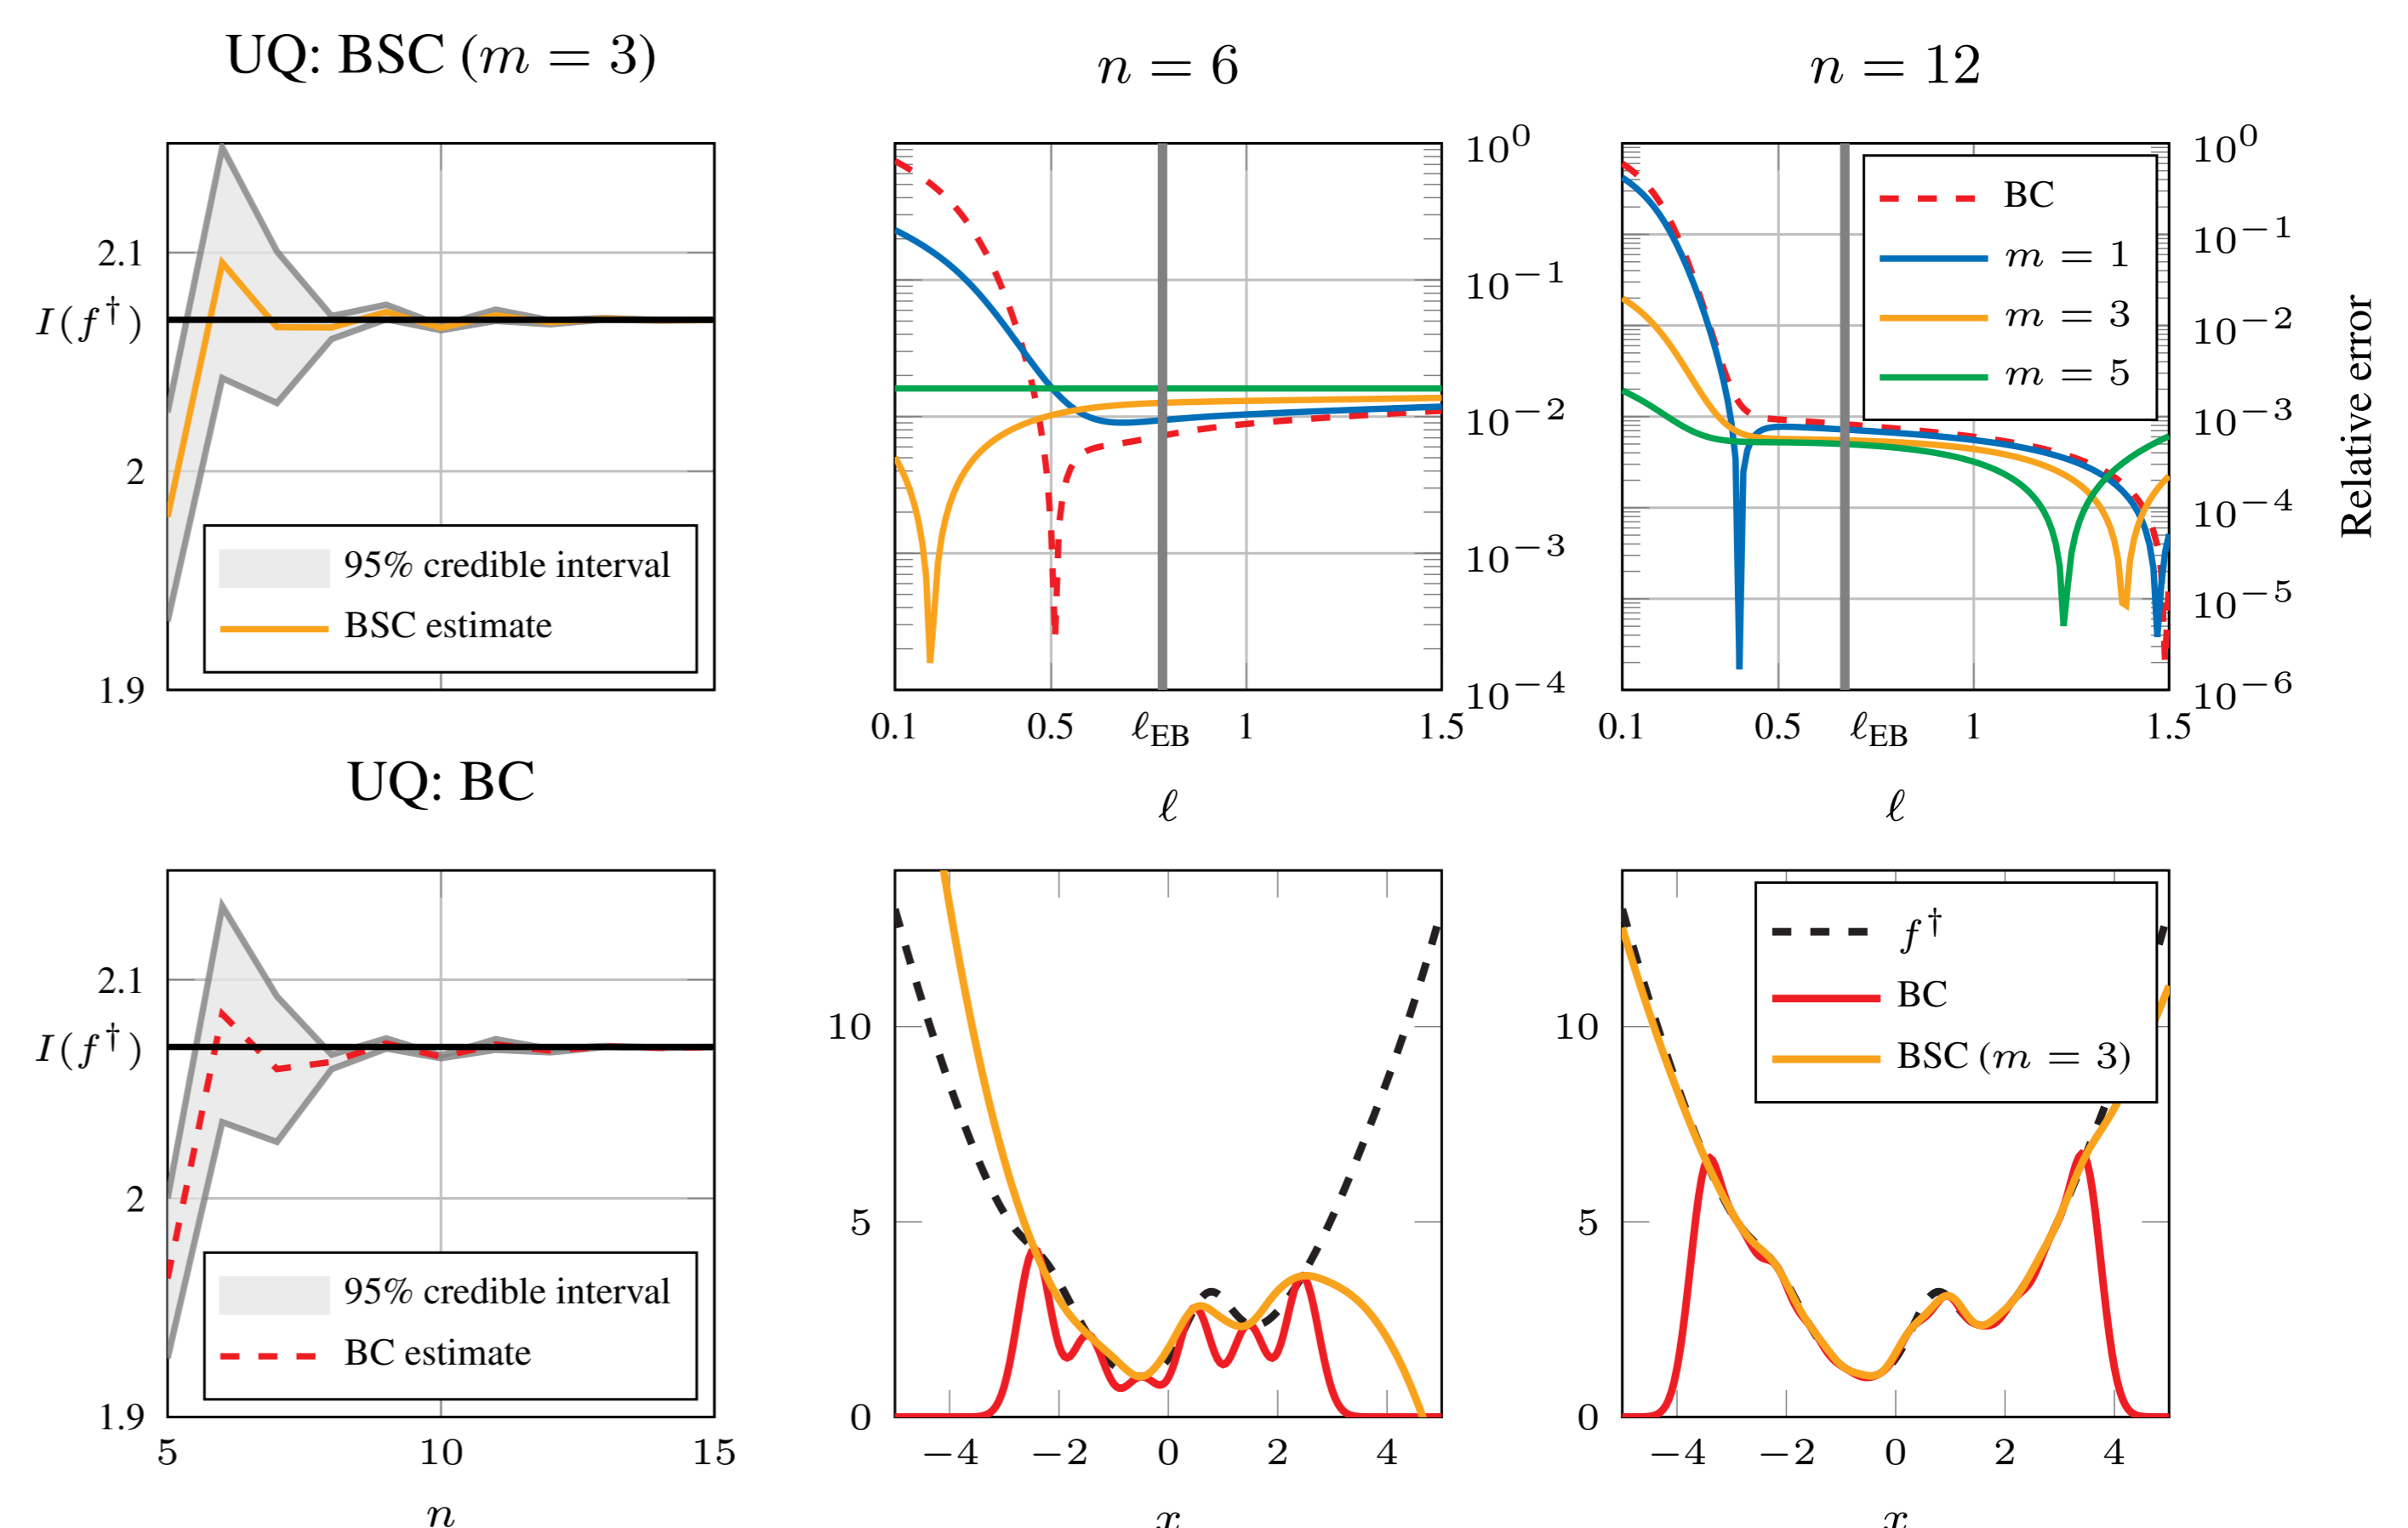 UQ: BSC (m = 3)
2.1
I(f†)
2
1.9
95% credible interval
BSC estimate
n = 6
10⁰
10⁻¹
10⁻²
10⁻³
10⁻⁴
0.1 0.5 ℓEB 1 1.5
ℓ
n = 12
BC
m = 1
m = 3
m = 5
10⁰
10⁻¹
10⁻²
10⁻³
10⁻⁴
10⁻⁵
10⁻⁶
Relative error
0.1 0.5 ℓEB 1 1.5
ℓ
UQ: BC
2.1
I(f†)
2
1.9
95% credible interval
BC estimate
5 10 15
n
10
5
0
−4 −2 0 2 4
x
f†
BC
BSC (m = 3)
10
5
0
−4 −2 0 2 4
x